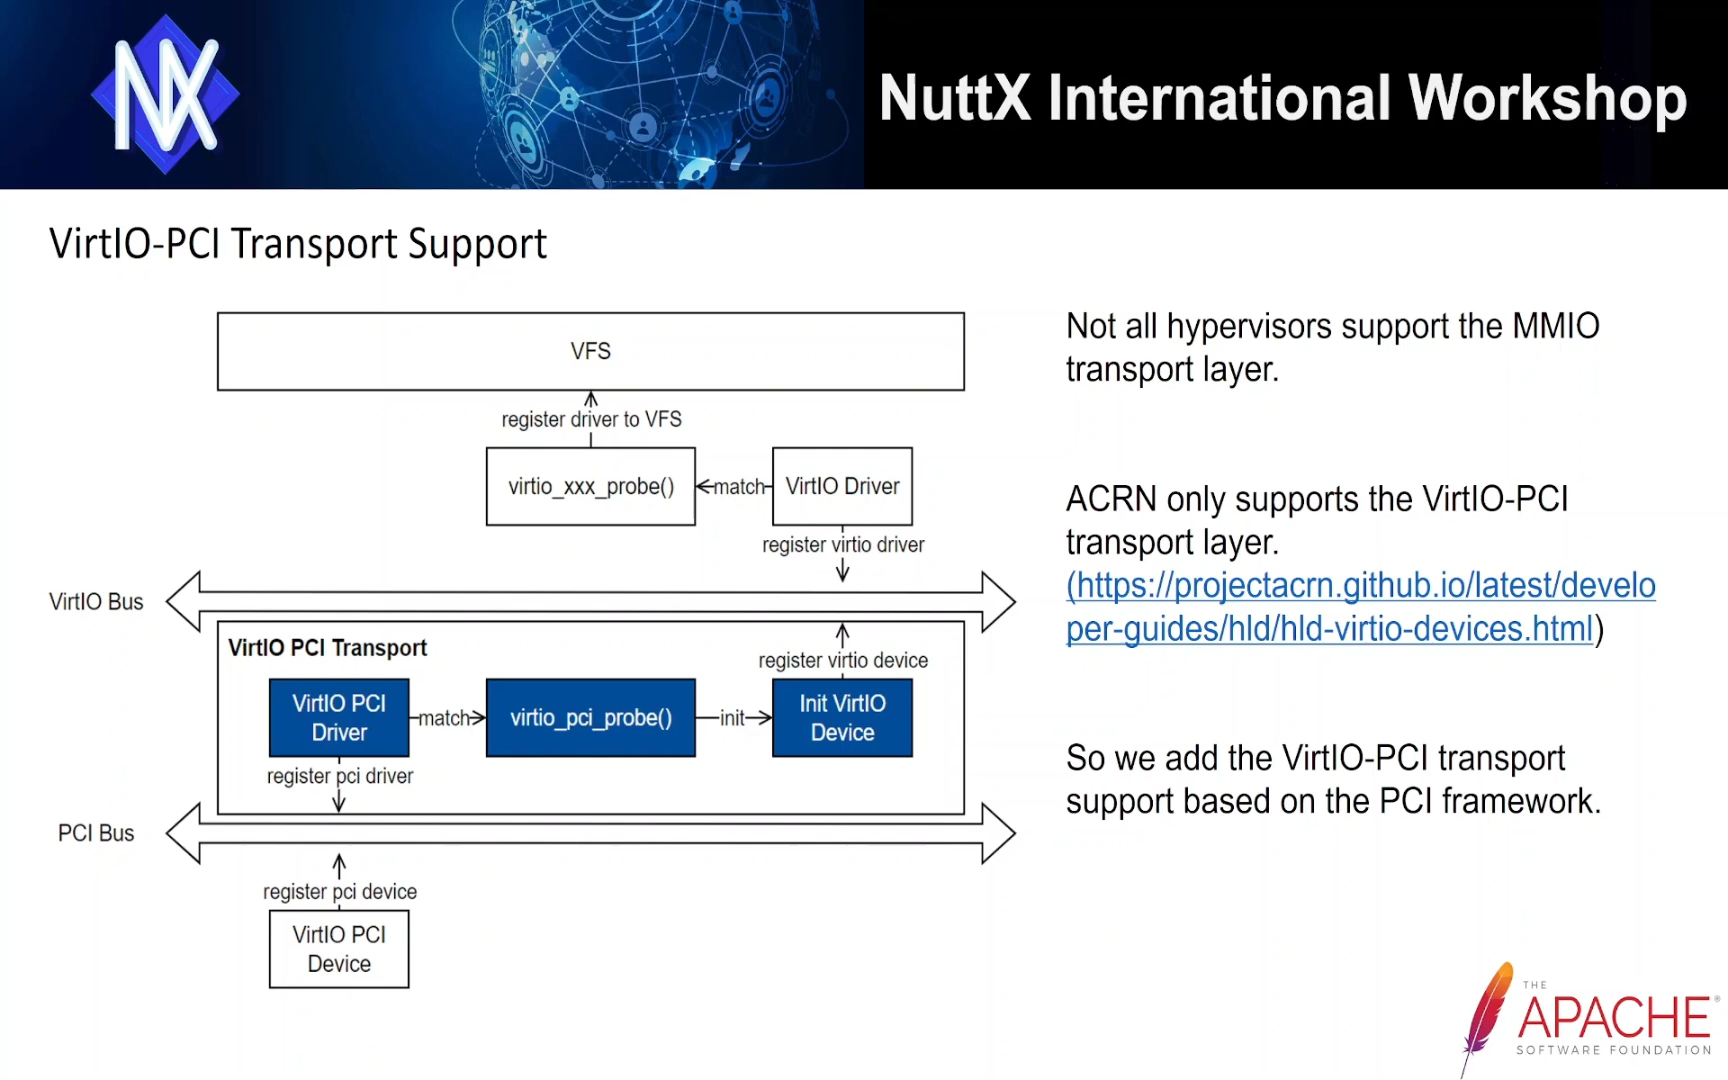 NX
NuttX International Workshop
VirtIO-PCI Transport Support
VFS
register driver to VFS
virtio_xxx_probe()
match
VirtIO Driver
register virtio driver
VirtIO Bus
VirtIO PCI Transport
register virtio device
VirtIO PCI
Driver
match
virtio_pci_probe()
init
Init VirtIO
Device
register pci driver
PCI Bus
register pci device
VirtIO PCI
Device
Not all hypervisors support the MMIO
transport layer.
ACRN only supports the VirtIO-PCI
transport layer.
(https://projectacrn.github.io/latest/develo
per-guides/hld/hld-virtio-devices.html)
So we add the VirtIO-PCI transport
support based on the PCI framework.
THE
APACHE®
SOFTWARE FOUNDATION